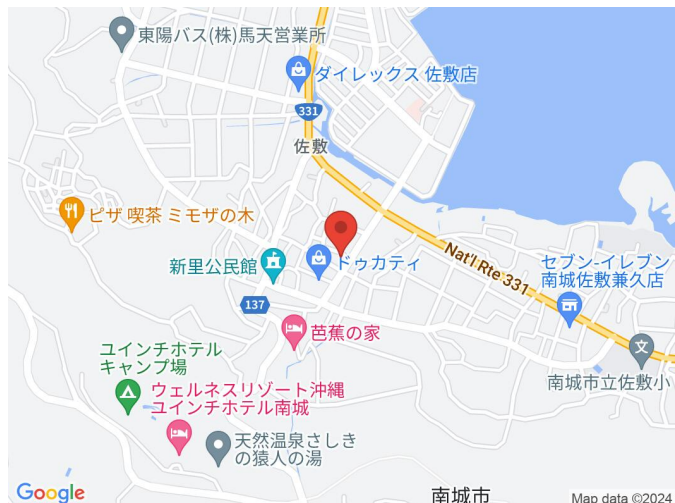 東陽バス(株)馬天営業所
ダイレックス 佐敷店
331
佐敷
ピザ 喫茶 ミモザの木
新里公民館
ドゥカティ
Nat'l Rte 331
セブン-イレブン
南城佐敷兼久店
137
芭蕉の家
ユインチホテル
キャンプ場
南城市立佐敷小
ウェルネスリゾート沖縄
ユインチホテル南城
天然温泉さしき
の猿人の湯
文
南城市
Google
Map data ©2024